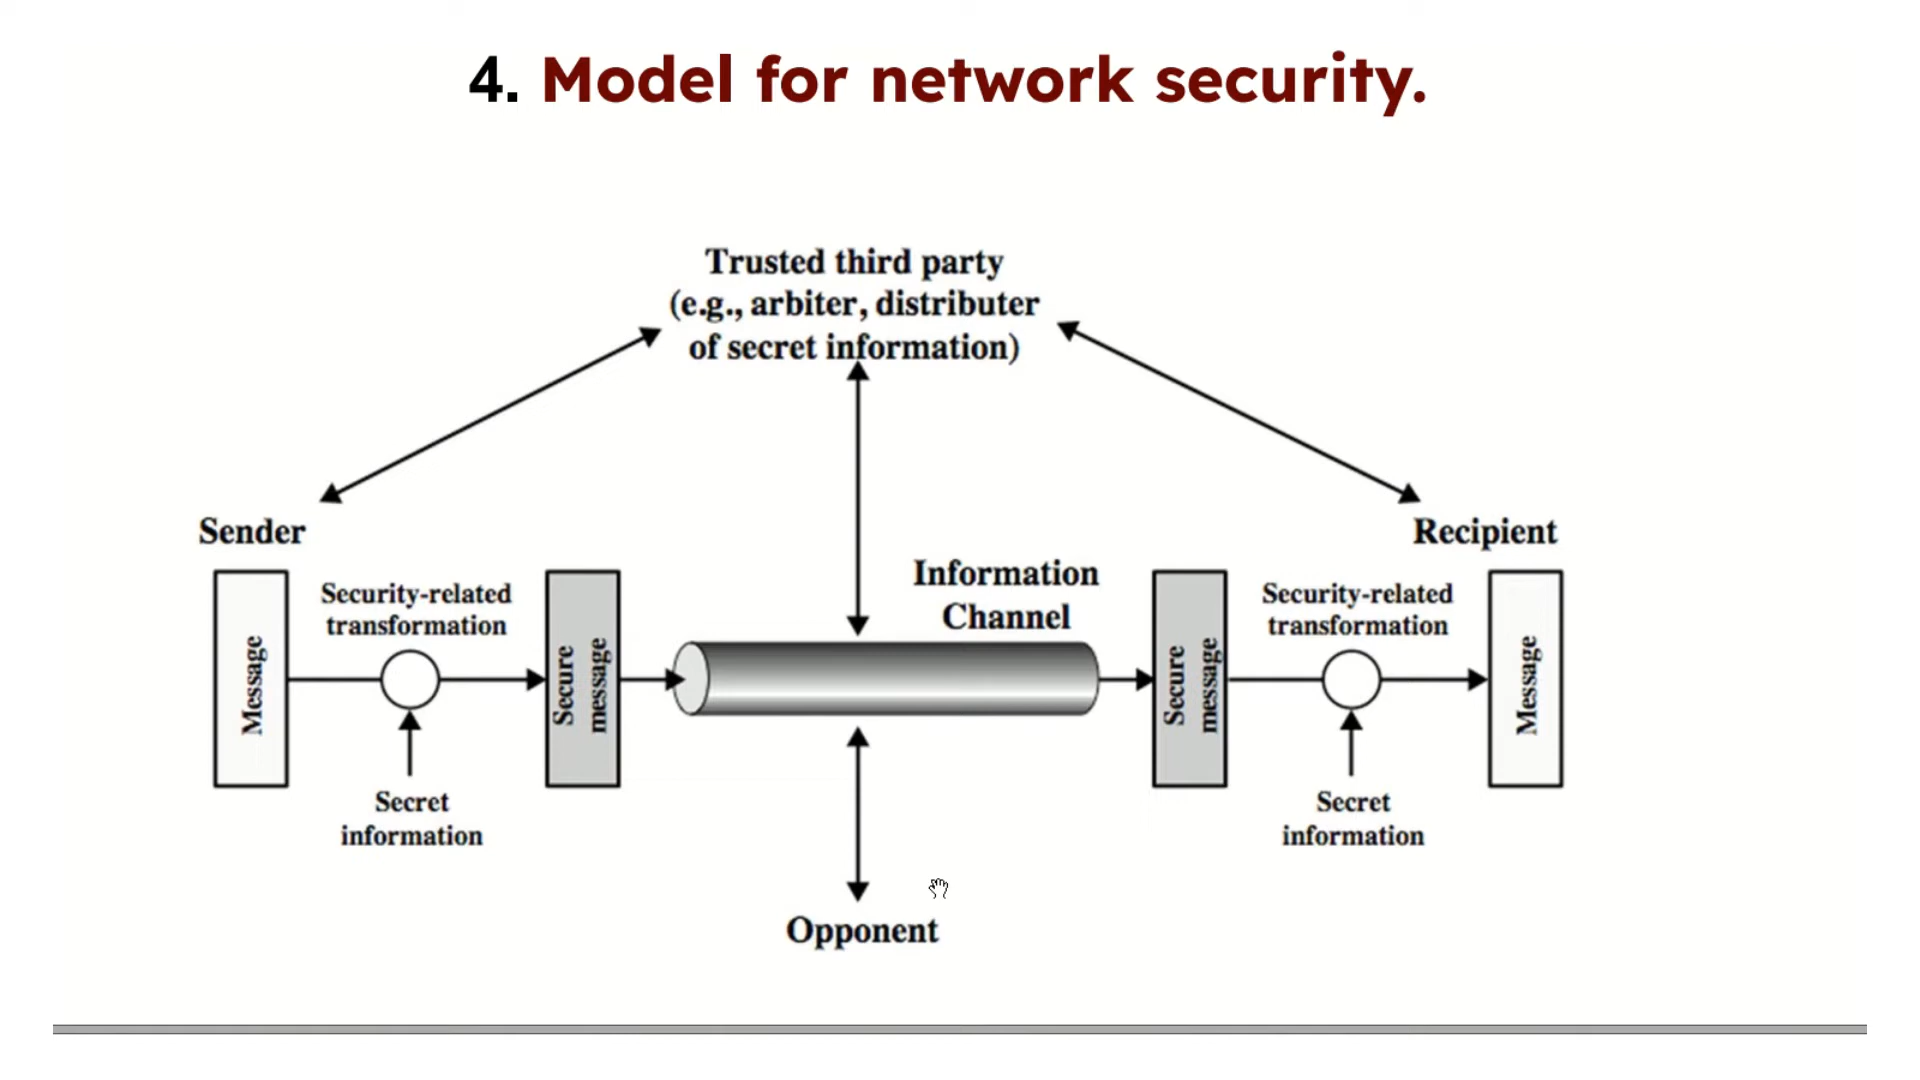 4. Model for network security.
Trusted third party
(e.g., arbiter, distributer
of secret information)
Sender
Recipient
Information
Channel
Security-related
transformation
Security-related
transformation
Message
Secure
message
Secure
message
Message
Secret
information
Secret
information
Opponent